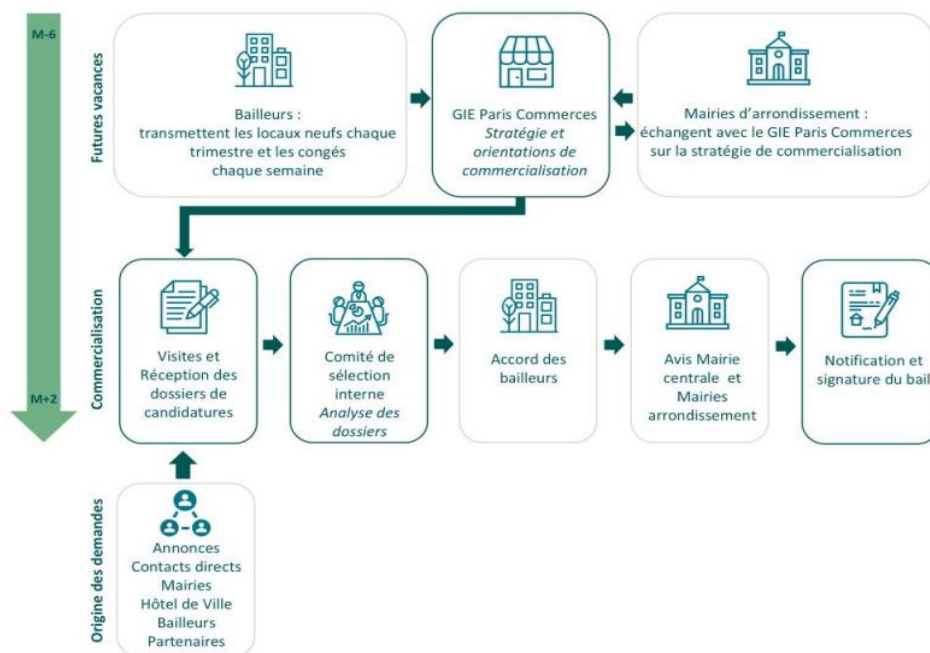 M-6
Futures vacances
Bailleurs :
transmettent les locaux neufs chaque
trimestre et les congés
chaque semaine
GIE Paris Commerces
Stratégie et
orientations de
commercialisation
Mairies d'arrondissement :
échangent avec le GIE Paris Commerces
sur la stratégie de commercialisation
Commercialisation
Visites et
Réception des
dossiers de
candidatures
Comité de
sélection
interne
Analyse des
dossiers
Accord des
bailleurs
Avis Mairie
centrale et
Mairies
arrondissement
Notification et
signature du bail
M+2
Origine des demandes
Annonces
Contacts directs
Mairies
Hôtel de Ville
Bailleurs
Partenaires